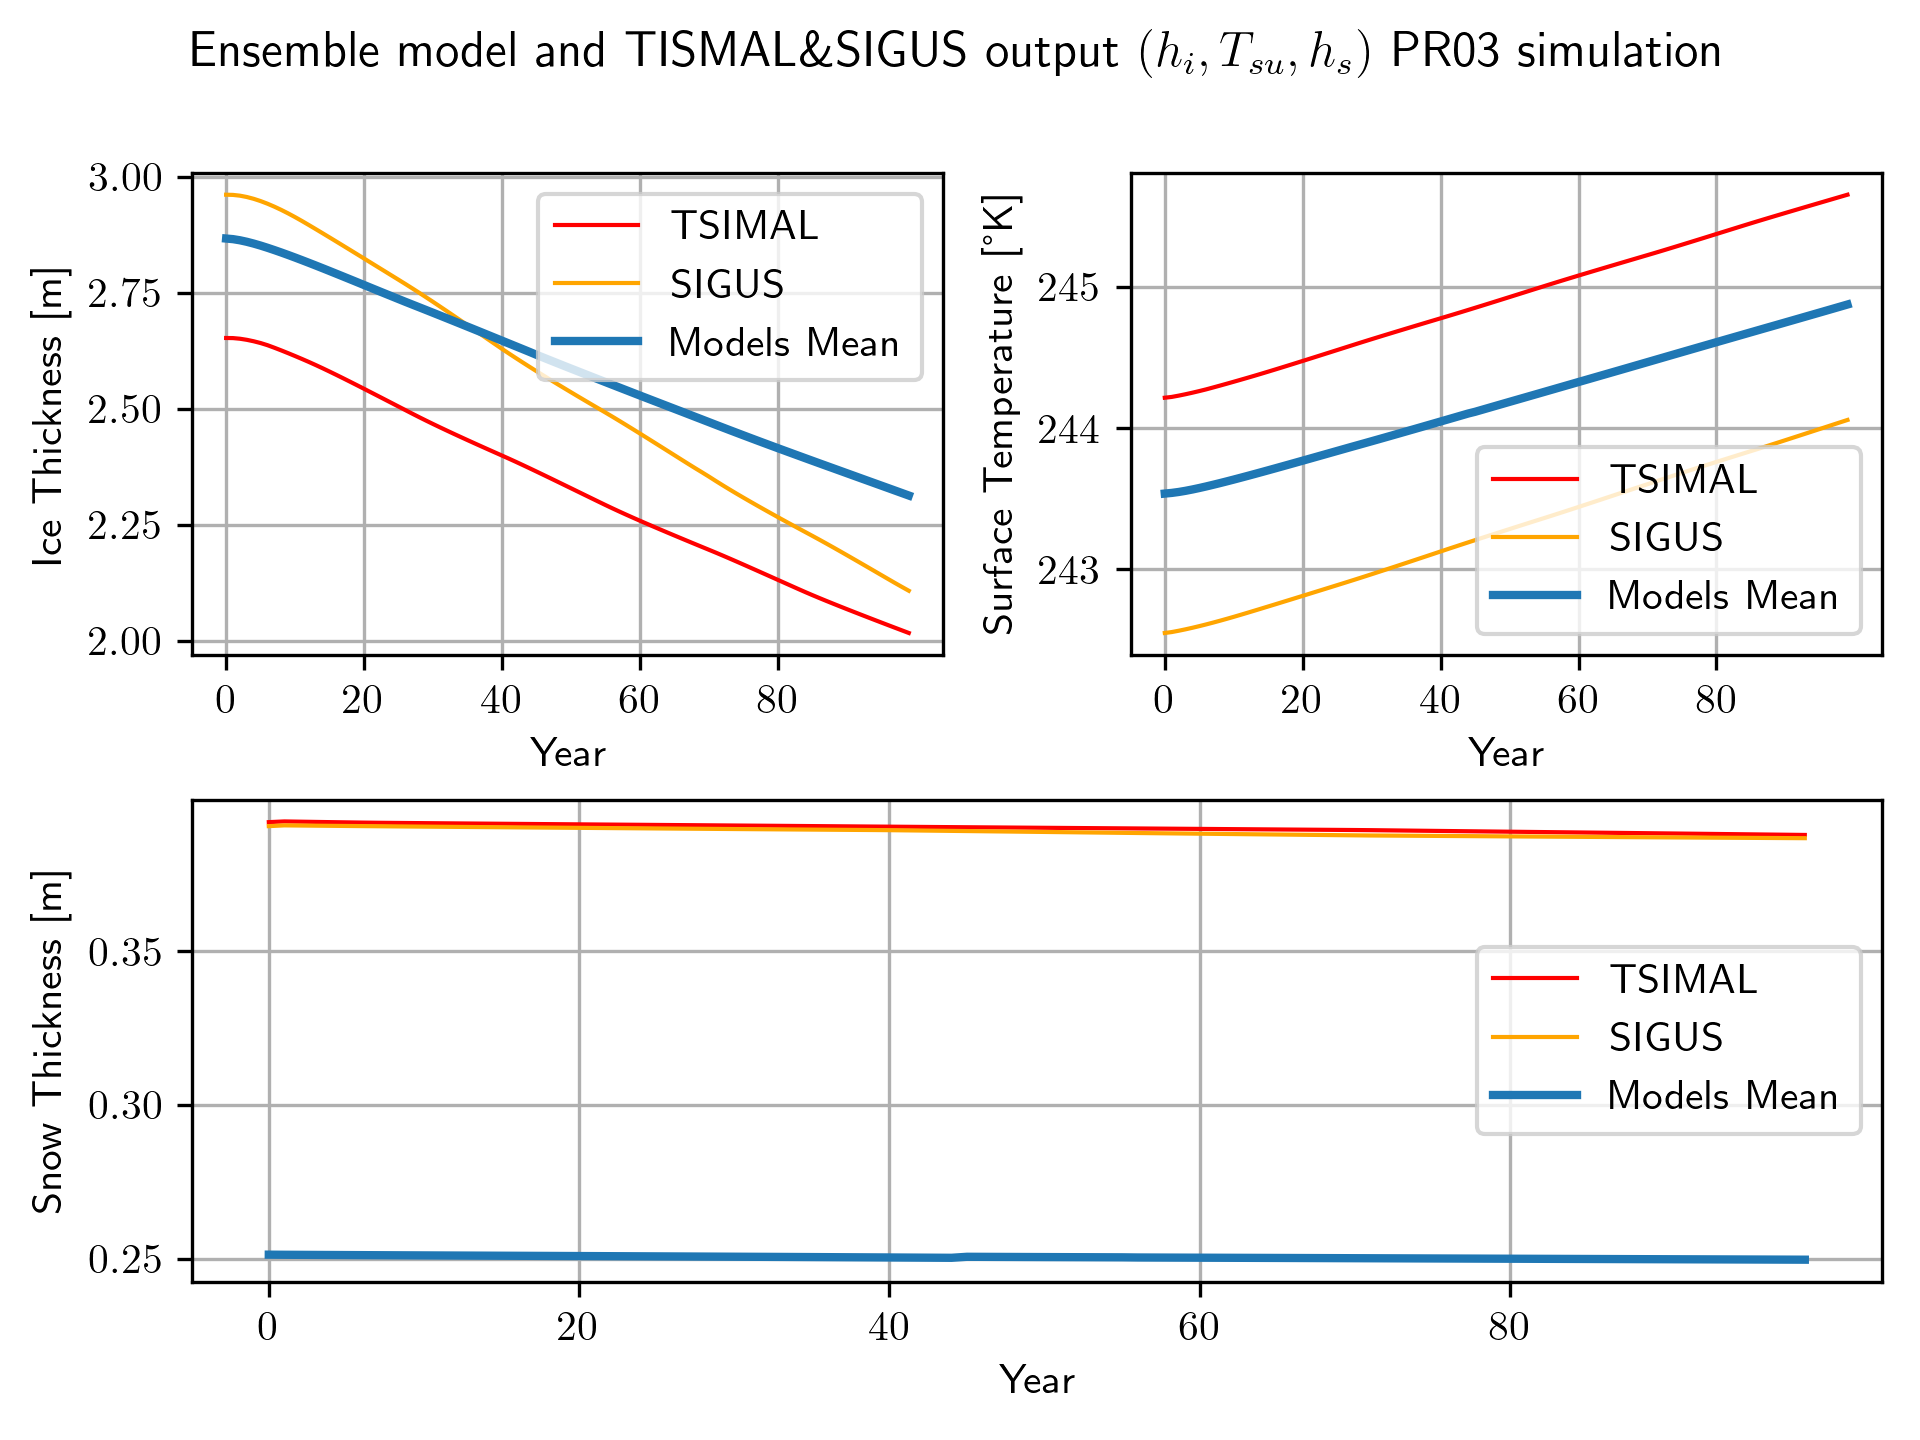 Ensemble model and TISMAL&SIGUS output (h_i, T_su, h_s) PR03 simulation
Ice Thickness [m]
3.00
2.75
2.50
2.25
2.00
TSIMAL
SIGUS
Models Mean
0 20 40 60 80
Year
Surface Temperature [°K]
245
244
243
TSIMAL
SIGUS
Models Mean
0 20 40 60 80
Year
Snow Thickness [m]
0.35
0.30
0.25
TSIMAL
SIGUS
Models Mean
0 20 40 60 80
Year